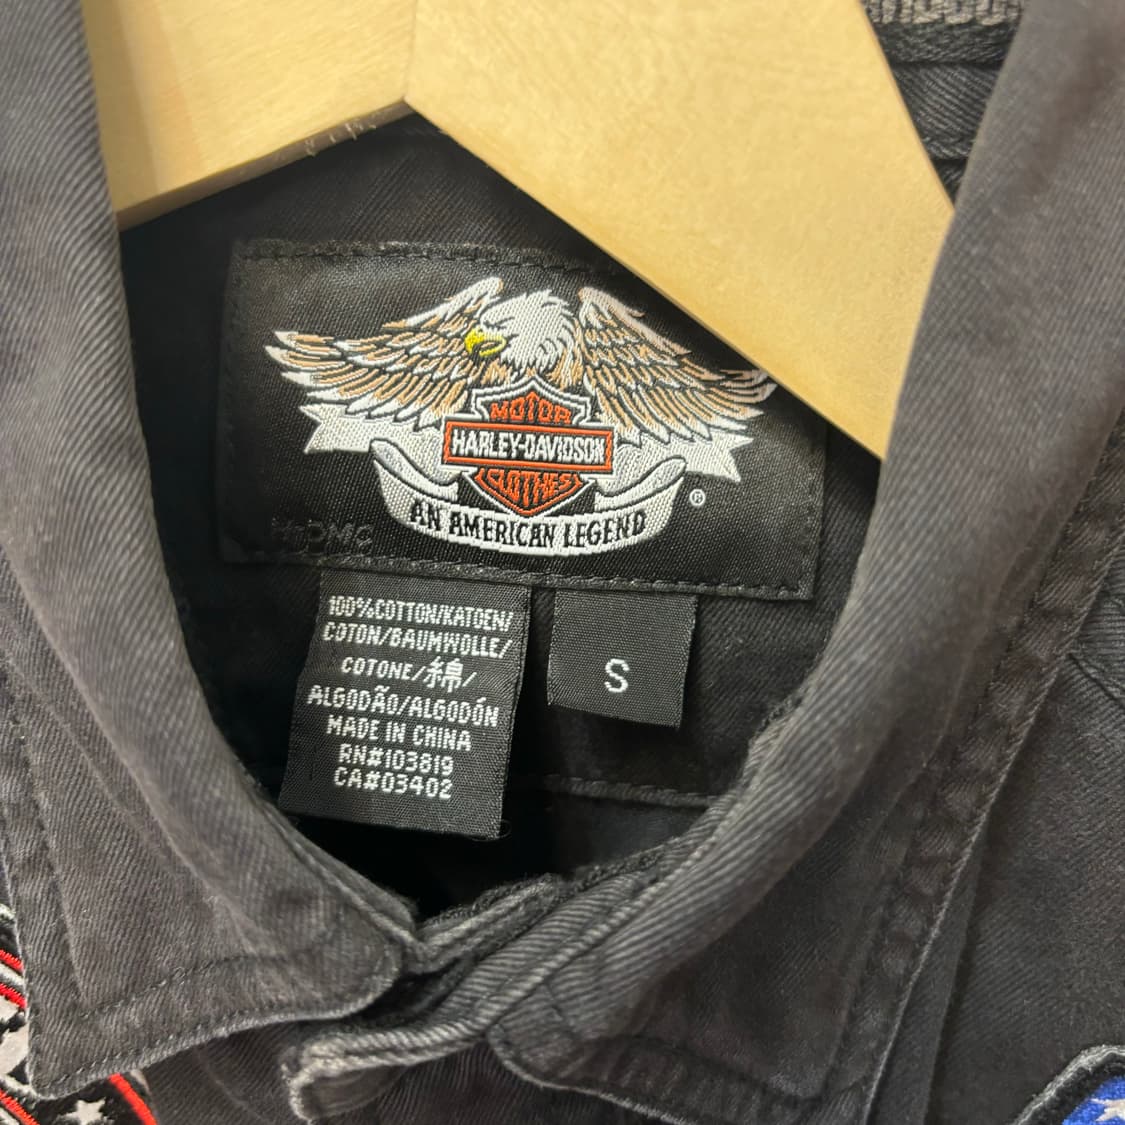 MOTOR
HARLEY-DAVIDSON
CLOTHES
AN AMERICAN LEGEND
®
100%COTTON/KATOEN/
COTON/BAUMWOLLE/
COTONE/綿/
ALGODÃO/ALGODÓN
MADE IN CHINA
RN#103819
CA#03402
S